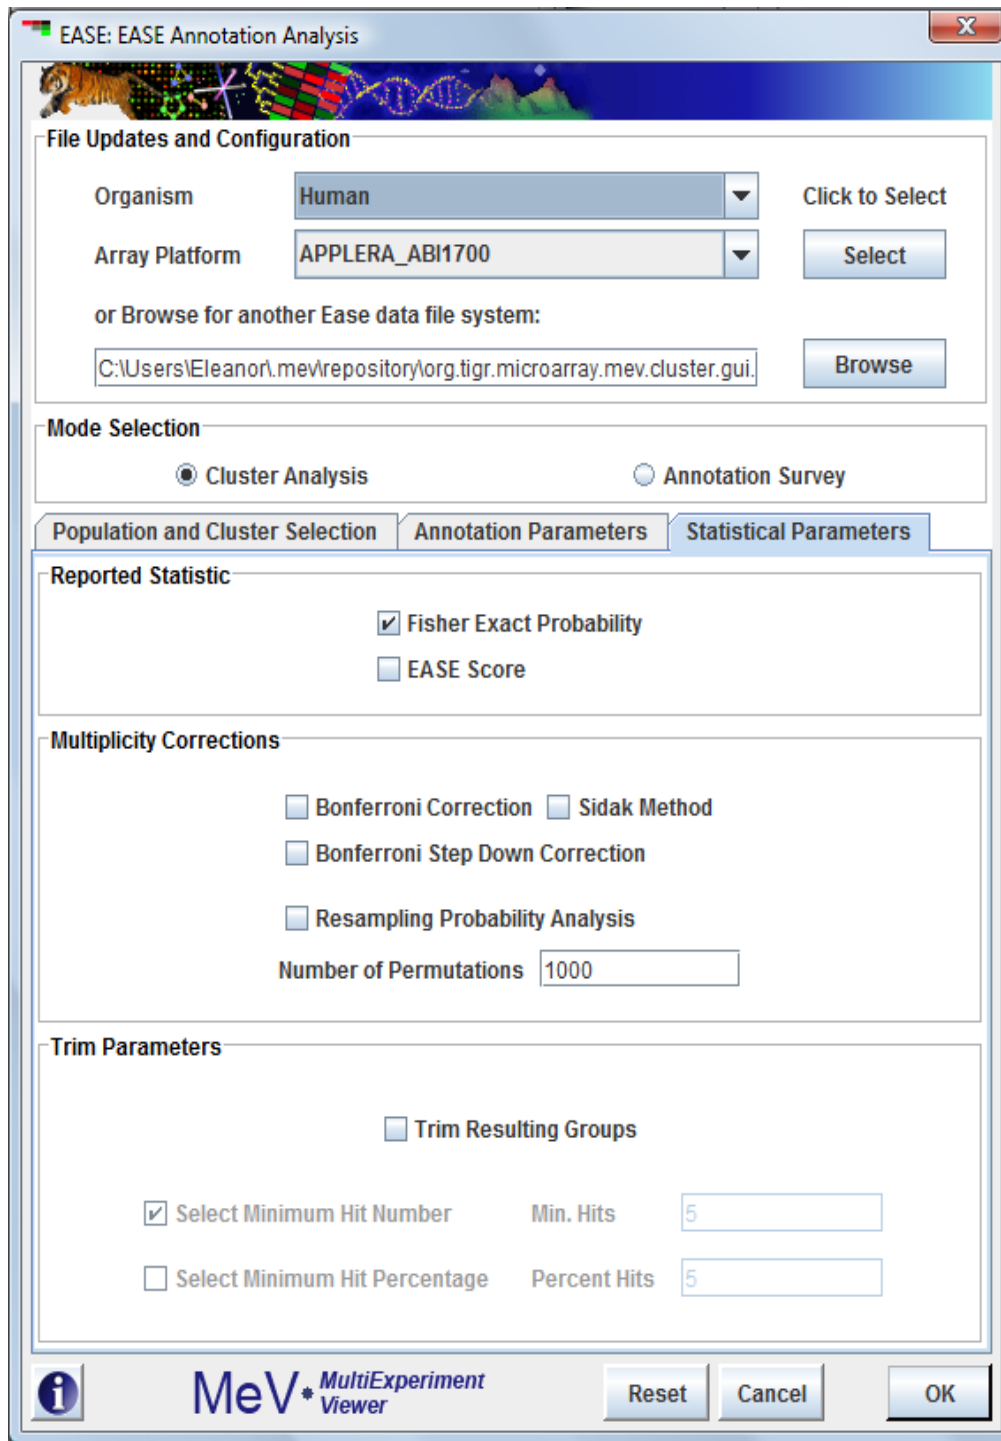 EASE: EASE Annotation Analysis
X
File Updates and Configuration
Organism Human Click to Select
Array Platform APPLERA_ABI1700 Select
or Browse for another Ease data file system:
C:\Users\Eleanor\.mev\repository\org.tigr.microarray.mev.cluster.gui. Browse
Mode Selection
Cluster Analysis Annotation Survey
Population and Cluster Selection Annotation Parameters Statistical Parameters
Reported Statistic
Fisher Exact Probability
EASE Score
Multiplicity Corrections
Bonferroni Correction Sidak Method
Bonferroni Step Down Correction
Resampling Probability Analysis
Number of Permutations 1000
Trim Parameters
Trim Resulting Groups
Select Minimum Hit Number Min. Hits 5
Select Minimum Hit Percentage Percent Hits 5
i MeV MultiExperiment Viewer Reset Cancel OK